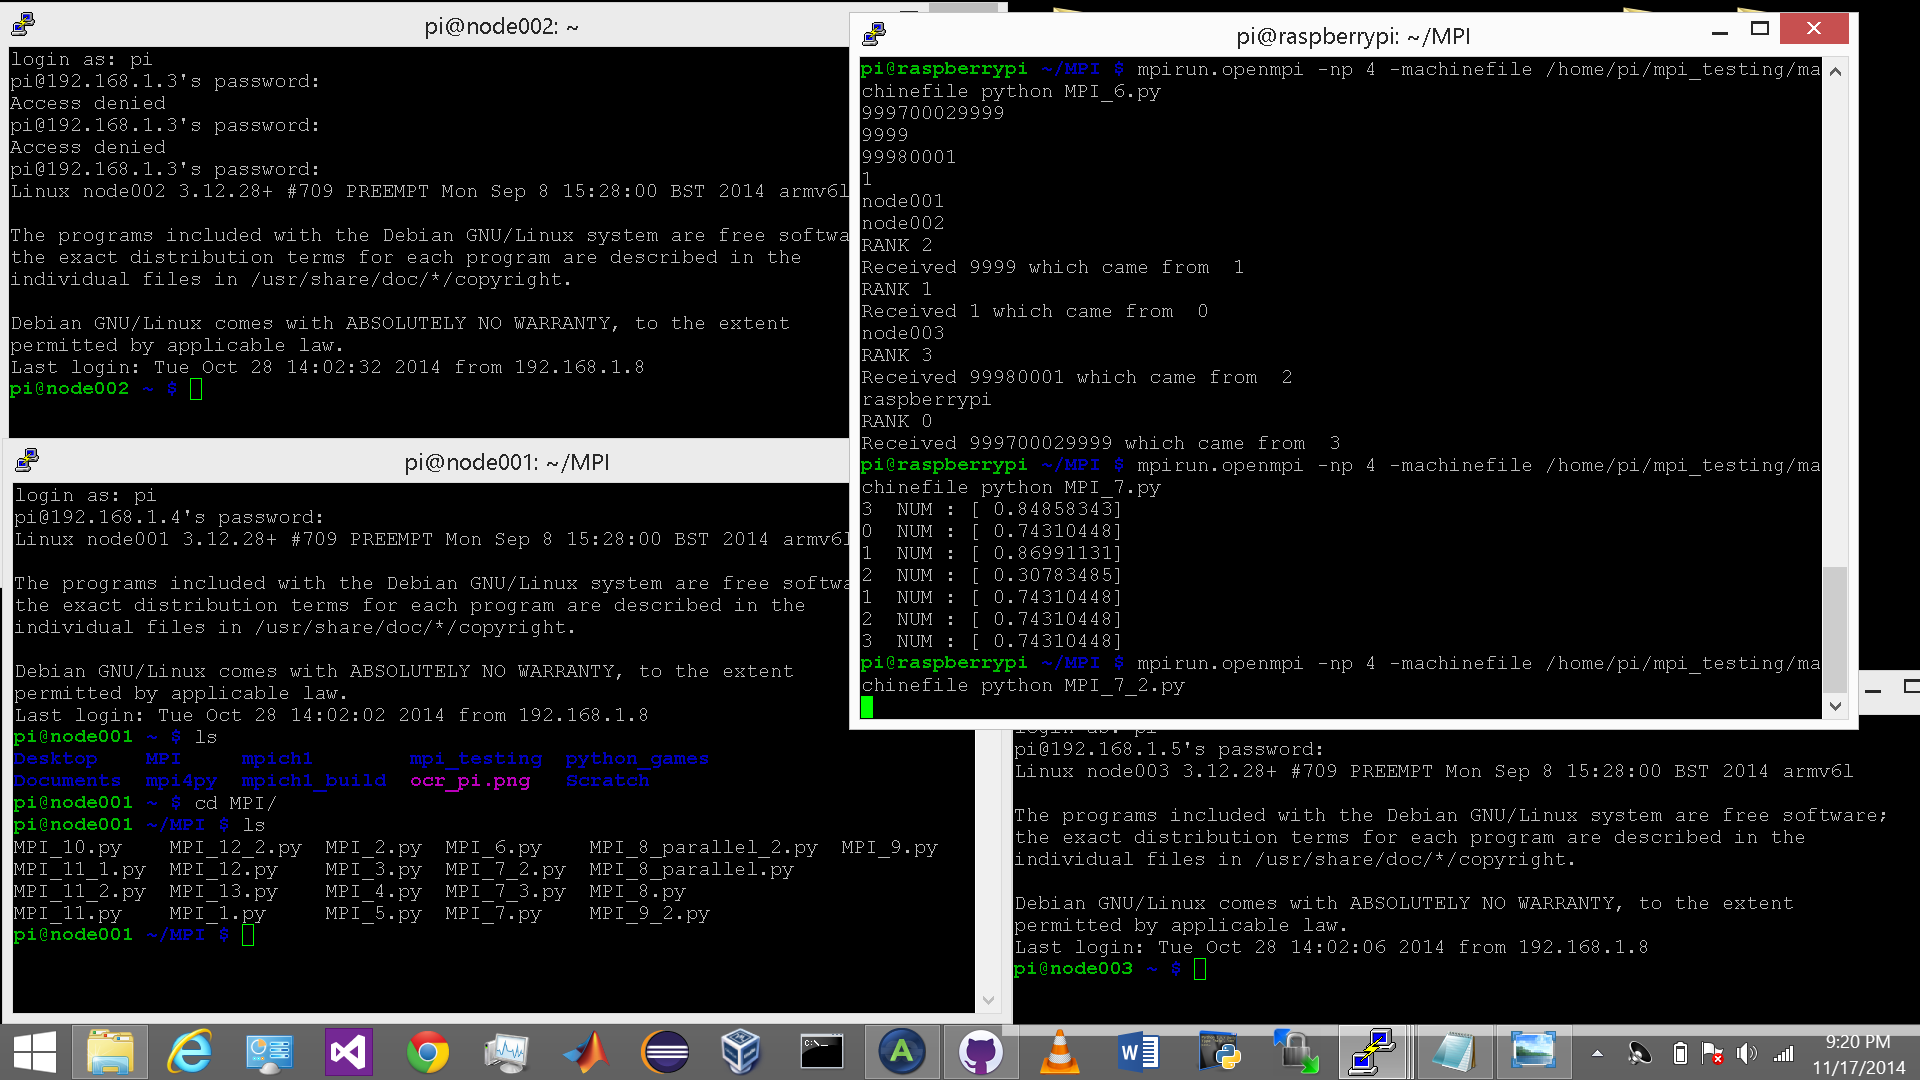 pi@node002: ~
login as: pi
pi@192.168.1.3's password:
Access denied
pi@192.168.1.3's password:
Access denied
pi@192.168.1.3's password:
Linux node002 3.12.28+ #709 PREEMPT Mon Sep 8 15:28:00 BST 2014 armv6l
The programs included with the Debian GNU/Linux system are free softwa
the exact distribution terms for each program are described in the
individual files in /usr/share/doc/*/copyright.
Debian GNU/Linux comes with ABSOLUTELY NO WARRANTY, to the extent
permitted by applicable law.
Last login: Tue Oct 28 14:02:32 2014 from 192.168.1.8
pi@node002 ~ $
pi@raspberrypi: ~/MPI
pi@raspberrypi ~/MPI $ mpirun.openmpi -np 4 -machinefile /home/pi/mpi_testing/ma
chinefile python MPI_6.py
999700029999
9999
99980001
1
node001
node002
RANK 2
Received 9999 which came from  1
RANK 1
Received 1 which came from  0
node003
RANK 3
Received 99980001 which came from  2
raspberrypi
RANK 0
Received 999700029999 which came from  3
pi@raspberrypi ~/MPI $ mpirun.openmpi -np 4 -machinefile /home/pi/mpi_testing/ma
chinefile python MPI_7.py
3  NUM : [ 0.84858343]
0  NUM : [ 0.74310448]
1  NUM : [ 0.86991131]
2  NUM : [ 0.30783485]
1  NUM : [ 0.74310448]
2  NUM : [ 0.74310448]
3  NUM : [ 0.74310448]
pi@raspberrypi ~/MPI $ mpirun.openmpi -np 4 -machinefile /home/pi/mpi_testing/ma
chinefile python MPI_7_2.py
pi@node001: ~/MPI
login as: pi
pi@192.168.1.4's password:
Linux node001 3.12.28+ #709 PREEMPT Mon Sep 8 15:28:00 BST 2014 armv6l
The programs included with the Debian GNU/Linux system are free softwa
the exact distribution terms for each program are described in the
individual files in /usr/share/doc/*/copyright.
Debian GNU/Linux comes with ABSOLUTELY NO WARRANTY, to the extent
permitted by applicable law.
Last login: Tue Oct 28 14:02:02 2014 from 192.168.1.8
pi@node001 ~ $ ls
Desktop    MPI     mpich1        mpi_testing  python_games
Documents  mpi4py  mpich1_build  ocr_pi.png   Scratch
pi@node001 ~ $ cd MPI/
pi@node001 ~/MPI $ ls
MPI_10.py    MPI_12_2.py  MPI_2.py  MPI_6.py    MPI_8_parallel_2.py  MPI_9.py
MPI_11_1.py  MPI_12.py    MPI_3.py  MPI_7_2.py  MPI_8_parallel.py
MPI_11_2.py  MPI_13.py    MPI_4.py  MPI_7_3.py  MPI_8.py
MPI_11.py    MPI_1.py     MPI_5.py  MPI_7.py    MPI_9_2.py
pi@node001 ~/MPI $
login as: pi
pi@192.168.1.5's password:
Linux node003 3.12.28+ #709 PREEMPT Mon Sep 8 15:28:00 BST 2014 armv6l
The programs included with the Debian GNU/Linux system are free software;
the exact distribution terms for each program are described in the
individual files in /usr/share/doc/*/copyright.
Debian GNU/Linux comes with ABSOLUTELY NO WARRANTY, to the extent
permitted by applicable law.
Last login: Tue Oct 28 14:02:06 2014 from 192.168.1.8
pi@node003 ~ $
9:20 PM
11/17/2014